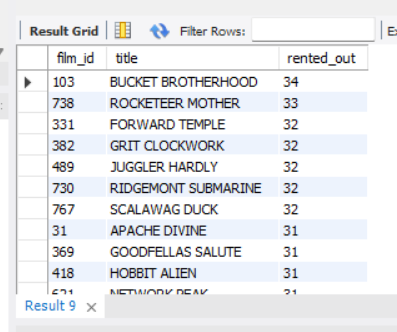 Result Grid Filter Rows: E
film_id title rented_out
103 BUCKET BROTHERHOOD 34
738 ROCKETEER MOTHER 33
331 FORWARD TEMPLE 32
382 GRIT CLOCKWORK 32
489 JUGGLER HARDLY 32
730 RIDGEMONT SUBMARINE 32
767 SCALAWAG DUCK 32
31 APACHE DIVINE 31
369 GOODFELLAS SALUTE 31
418 HOBBIT ALIEN 31
621 NETWORK PEAK 31
Result 9